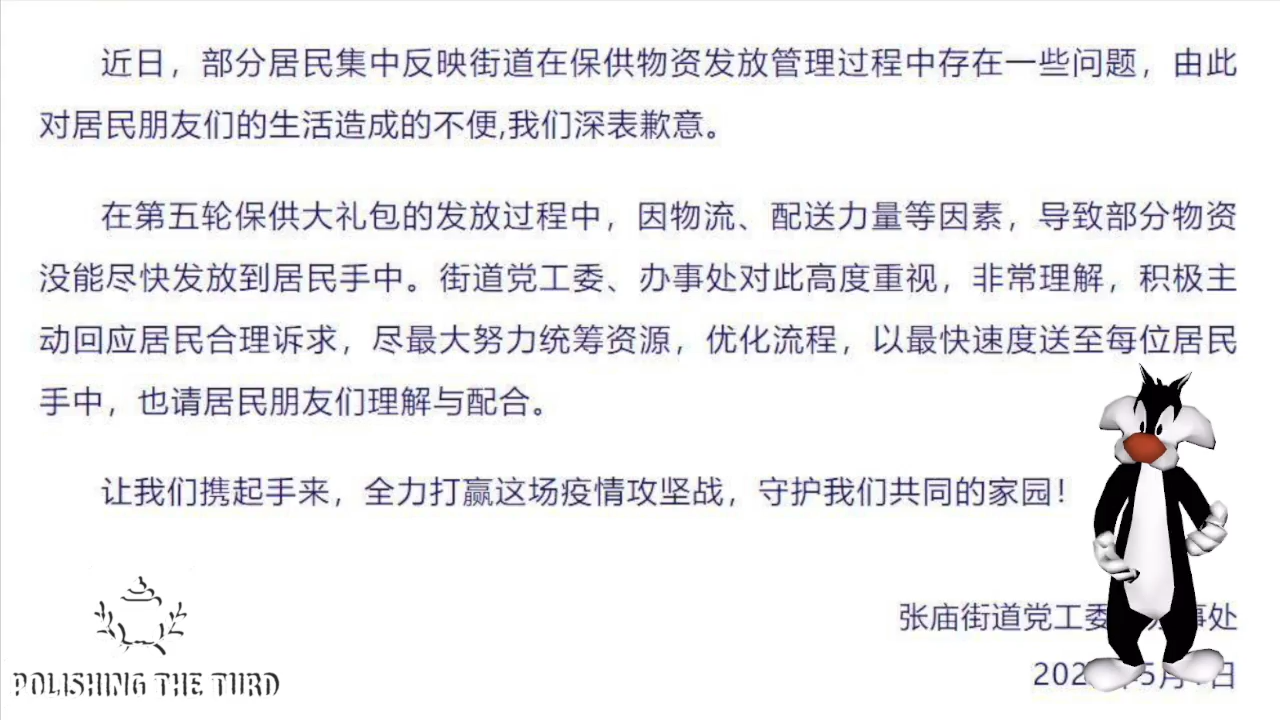 近日，部分居民集中反映街道在保供物资发放管理过程中存在一些问题，由此
对居民朋友们的生活造成的不便,我们深表歉意。
在第五轮保供大礼包的发放过程中，因物流、配送力量等因素，导致部分物资
没能尽快发放到居民手中。街道党工委、办事处对此高度重视，非常理解，积极主
动回应居民合理诉求，尽最大努力统筹资源，优化流程，以最快速度送至每位居民
手中，也请居民朋友们理解与配合。
让我们携起手来，全力打赢这场疫情攻坚战，守护我们共同的家园！
张庙街道党工委 事处
202 5月 日
POLISHING THE TURD